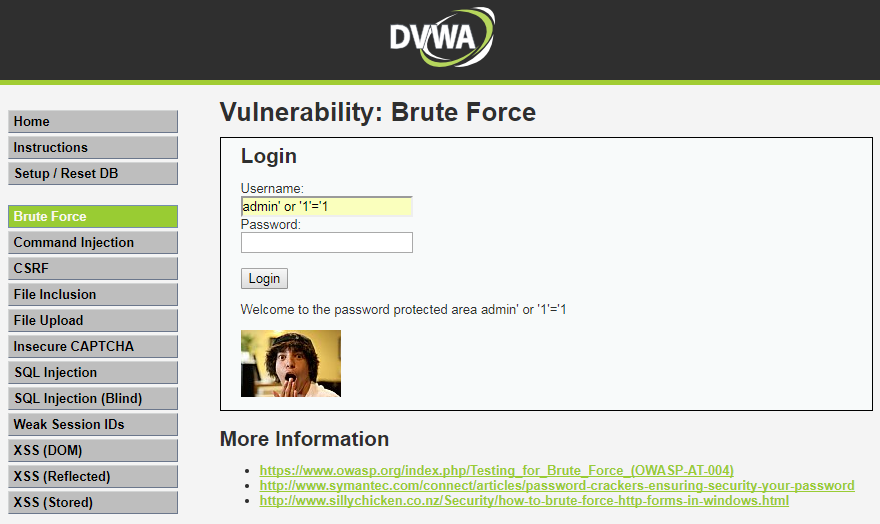 DVWA
Home
Instructions
Setup / Reset DB
Brute Force
Command Injection
CSRF
File Inclusion
File Upload
Insecure CAPTCHA
SQL Injection
SQL Injection (Blind)
Weak Session IDs
XSS (DOM)
XSS (Reflected)
XSS (Stored)
Vulnerability: Brute Force
Login
Username:
admin' or '1'='1
Password:
Login
Welcome to the password protected area admin' or '1'='1
More Information
https://www.owasp.org/index.php/Testing_for_Brute_Force_(OWASP-AT-004)
http://www.symantec.com/connect/articles/password-crackers-ensuring-security-your-password
http://www.sillychicken.co.nz/Security/how-to-brute-force-http-forms-in-windows.html